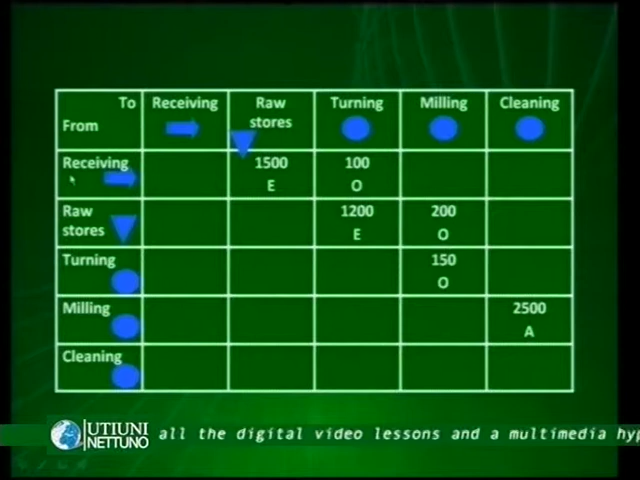 To
From
Receiving
Raw
stores
Turning
Milling
Cleaning
Receiving
1500
E
100
O
Raw
stores
1200
E
200
O
Turning
150
O
Milling
2500
A
Cleaning
UTIUNI
NETTUNO
all the digital video lessons and a multimedia hyp